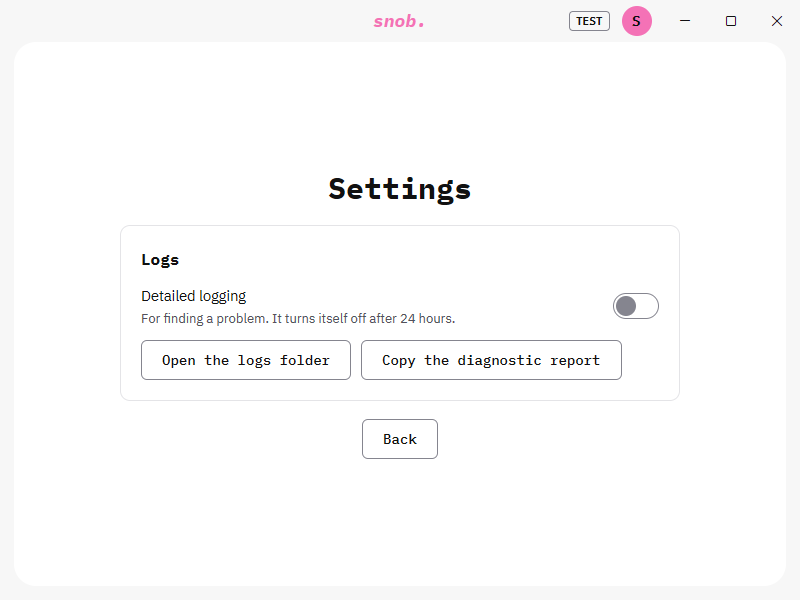 snob.
TEST
S
Settings
Logs
Detailed logging
For finding a problem. It turns itself off after 24 hours.
Open the logs folder
Copy the diagnostic report
Back